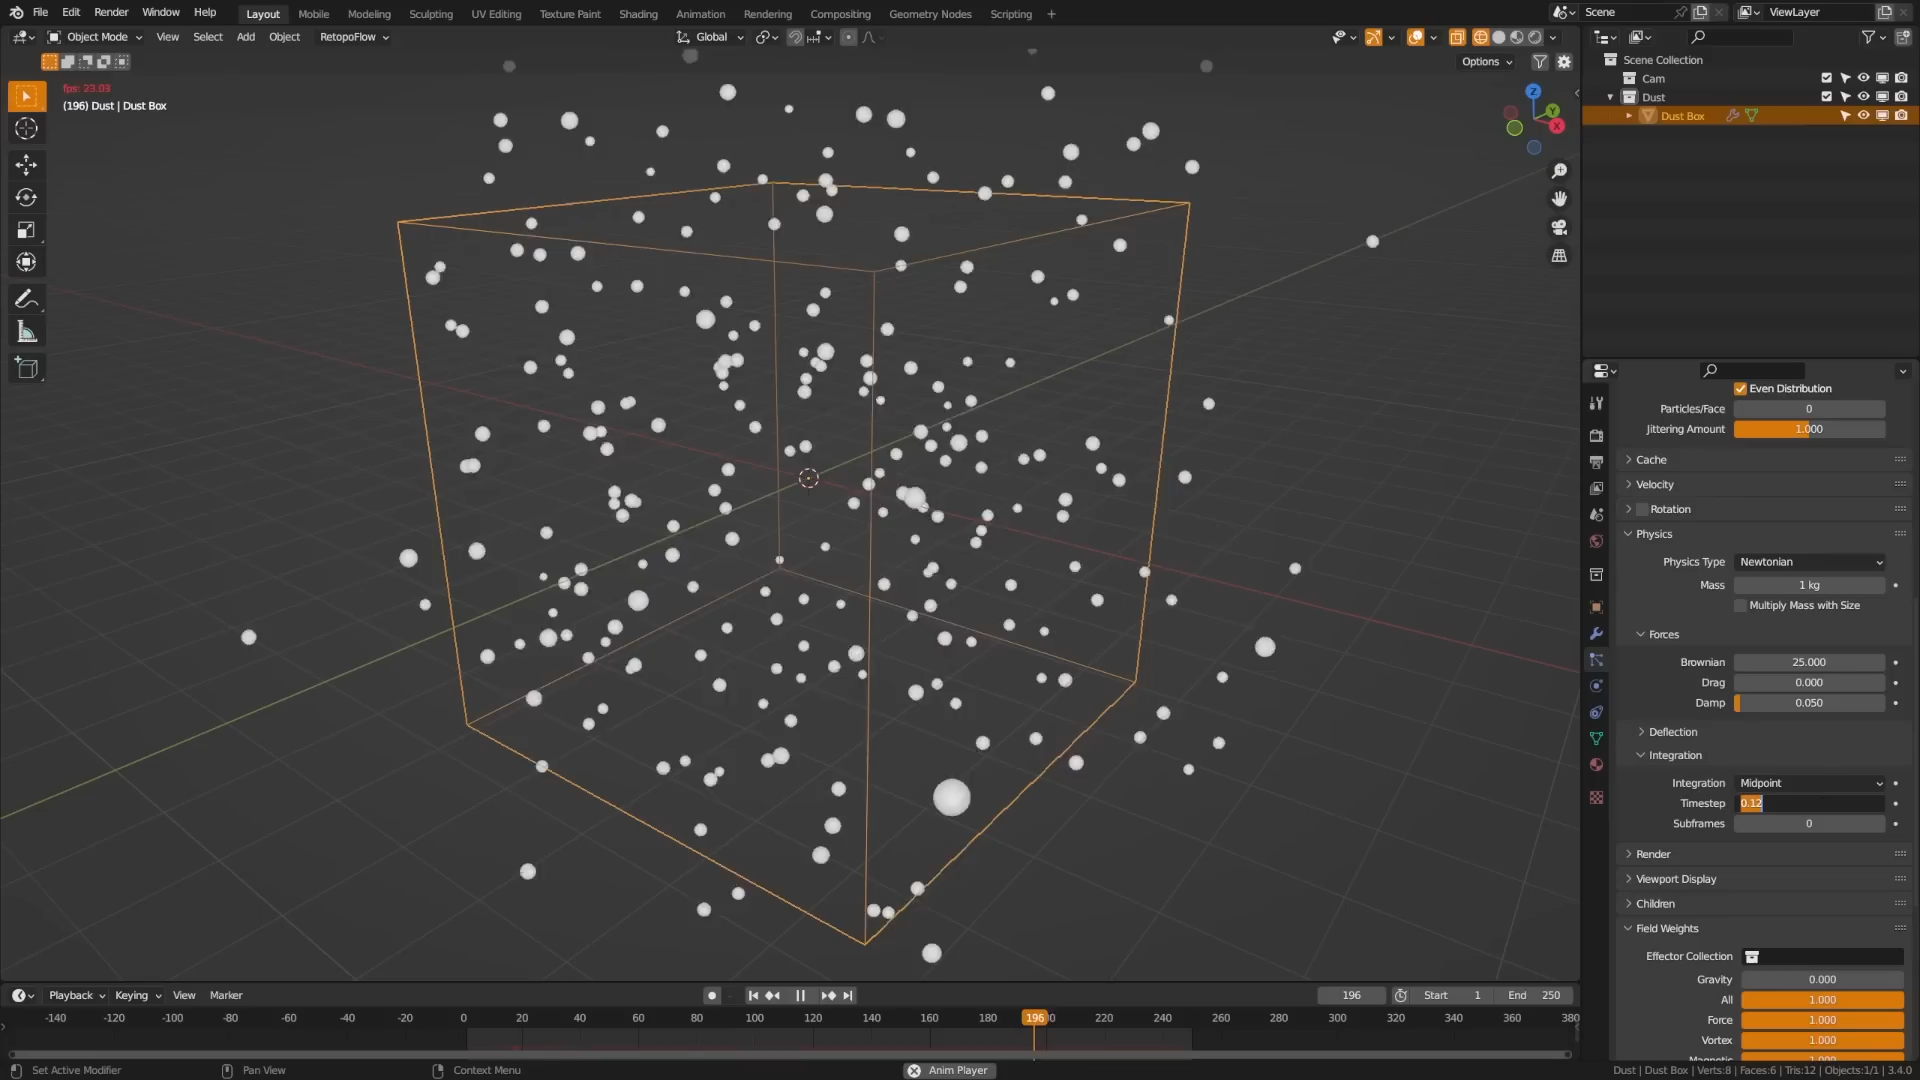 File Edit Render Window Help Layout Mobile Modeling Sculpting UV Editing Texture Paint Shading Animation Rendering Compositing Geometry Nodes Scripting + Scene ViewLayer
Object Mode View Select Add Object RetopoFlow Global
Options
fps: 23.03
(196) Dust | Dust Box
Z
Y
X
Scene Collection
Cam
Dust
Dust Box
Even Distribution
Particles/Face 0
Jittering Amount 1.000
Cache
Velocity
Rotation
Physics
Physics Type Newtonian
Mass 1 kg
Multiply Mass with Size
Forces
Brownian 25.000
Drag 0.000
Damp 0.050
Deflection
Integration
Integration Midpoint
Timestep 0.12
Subframes 0
Render
Viewport Display
Children
Field Weights
Effector Collection
Gravity 0.000
All 1.000
Force 1.000
Vortex 1.000
Magnetic 1.000
Playback Keying View Marker 196 Start 1 End 250
-140 -120 -100 -80 -60 -40 -20 0 20 40 60 80 100 120 140 160 180 196 220 240 260 280 300 320 340 360 380
Set Active Modifier Pan View Context Menu Anim Player Dust | Dust Box | Verts:8 | Faces:6 | Tris:12 | Objects:1/1 | 3.4.0